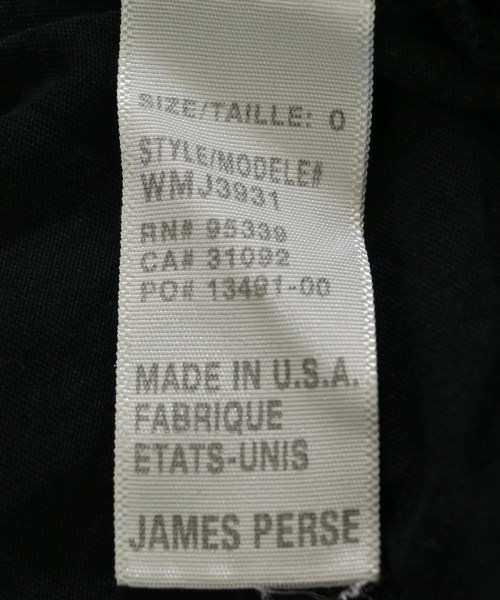 SIZE/TAILLE: 0
STYLE/MODELE#
WMJ3931
RN# 95339
CA# 31092
PO# 13491-00
MADE IN U.S.A.
FABRIQUE
ETATS-UNIS
JAMES PERSE